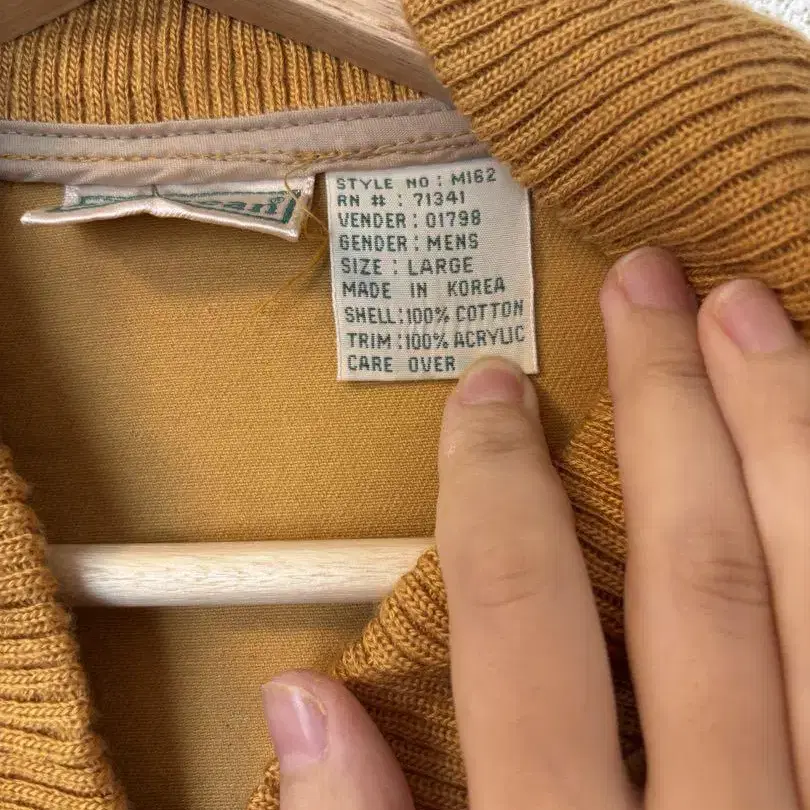 STYLE NO : M162
RN # : 71341
VENDER : 01798
GENDER : MENS
SIZE : LARGE
MADE IN KOREA
SHELL:100% COTTON
TRIM:100% ACRYLIC
CARE OVER